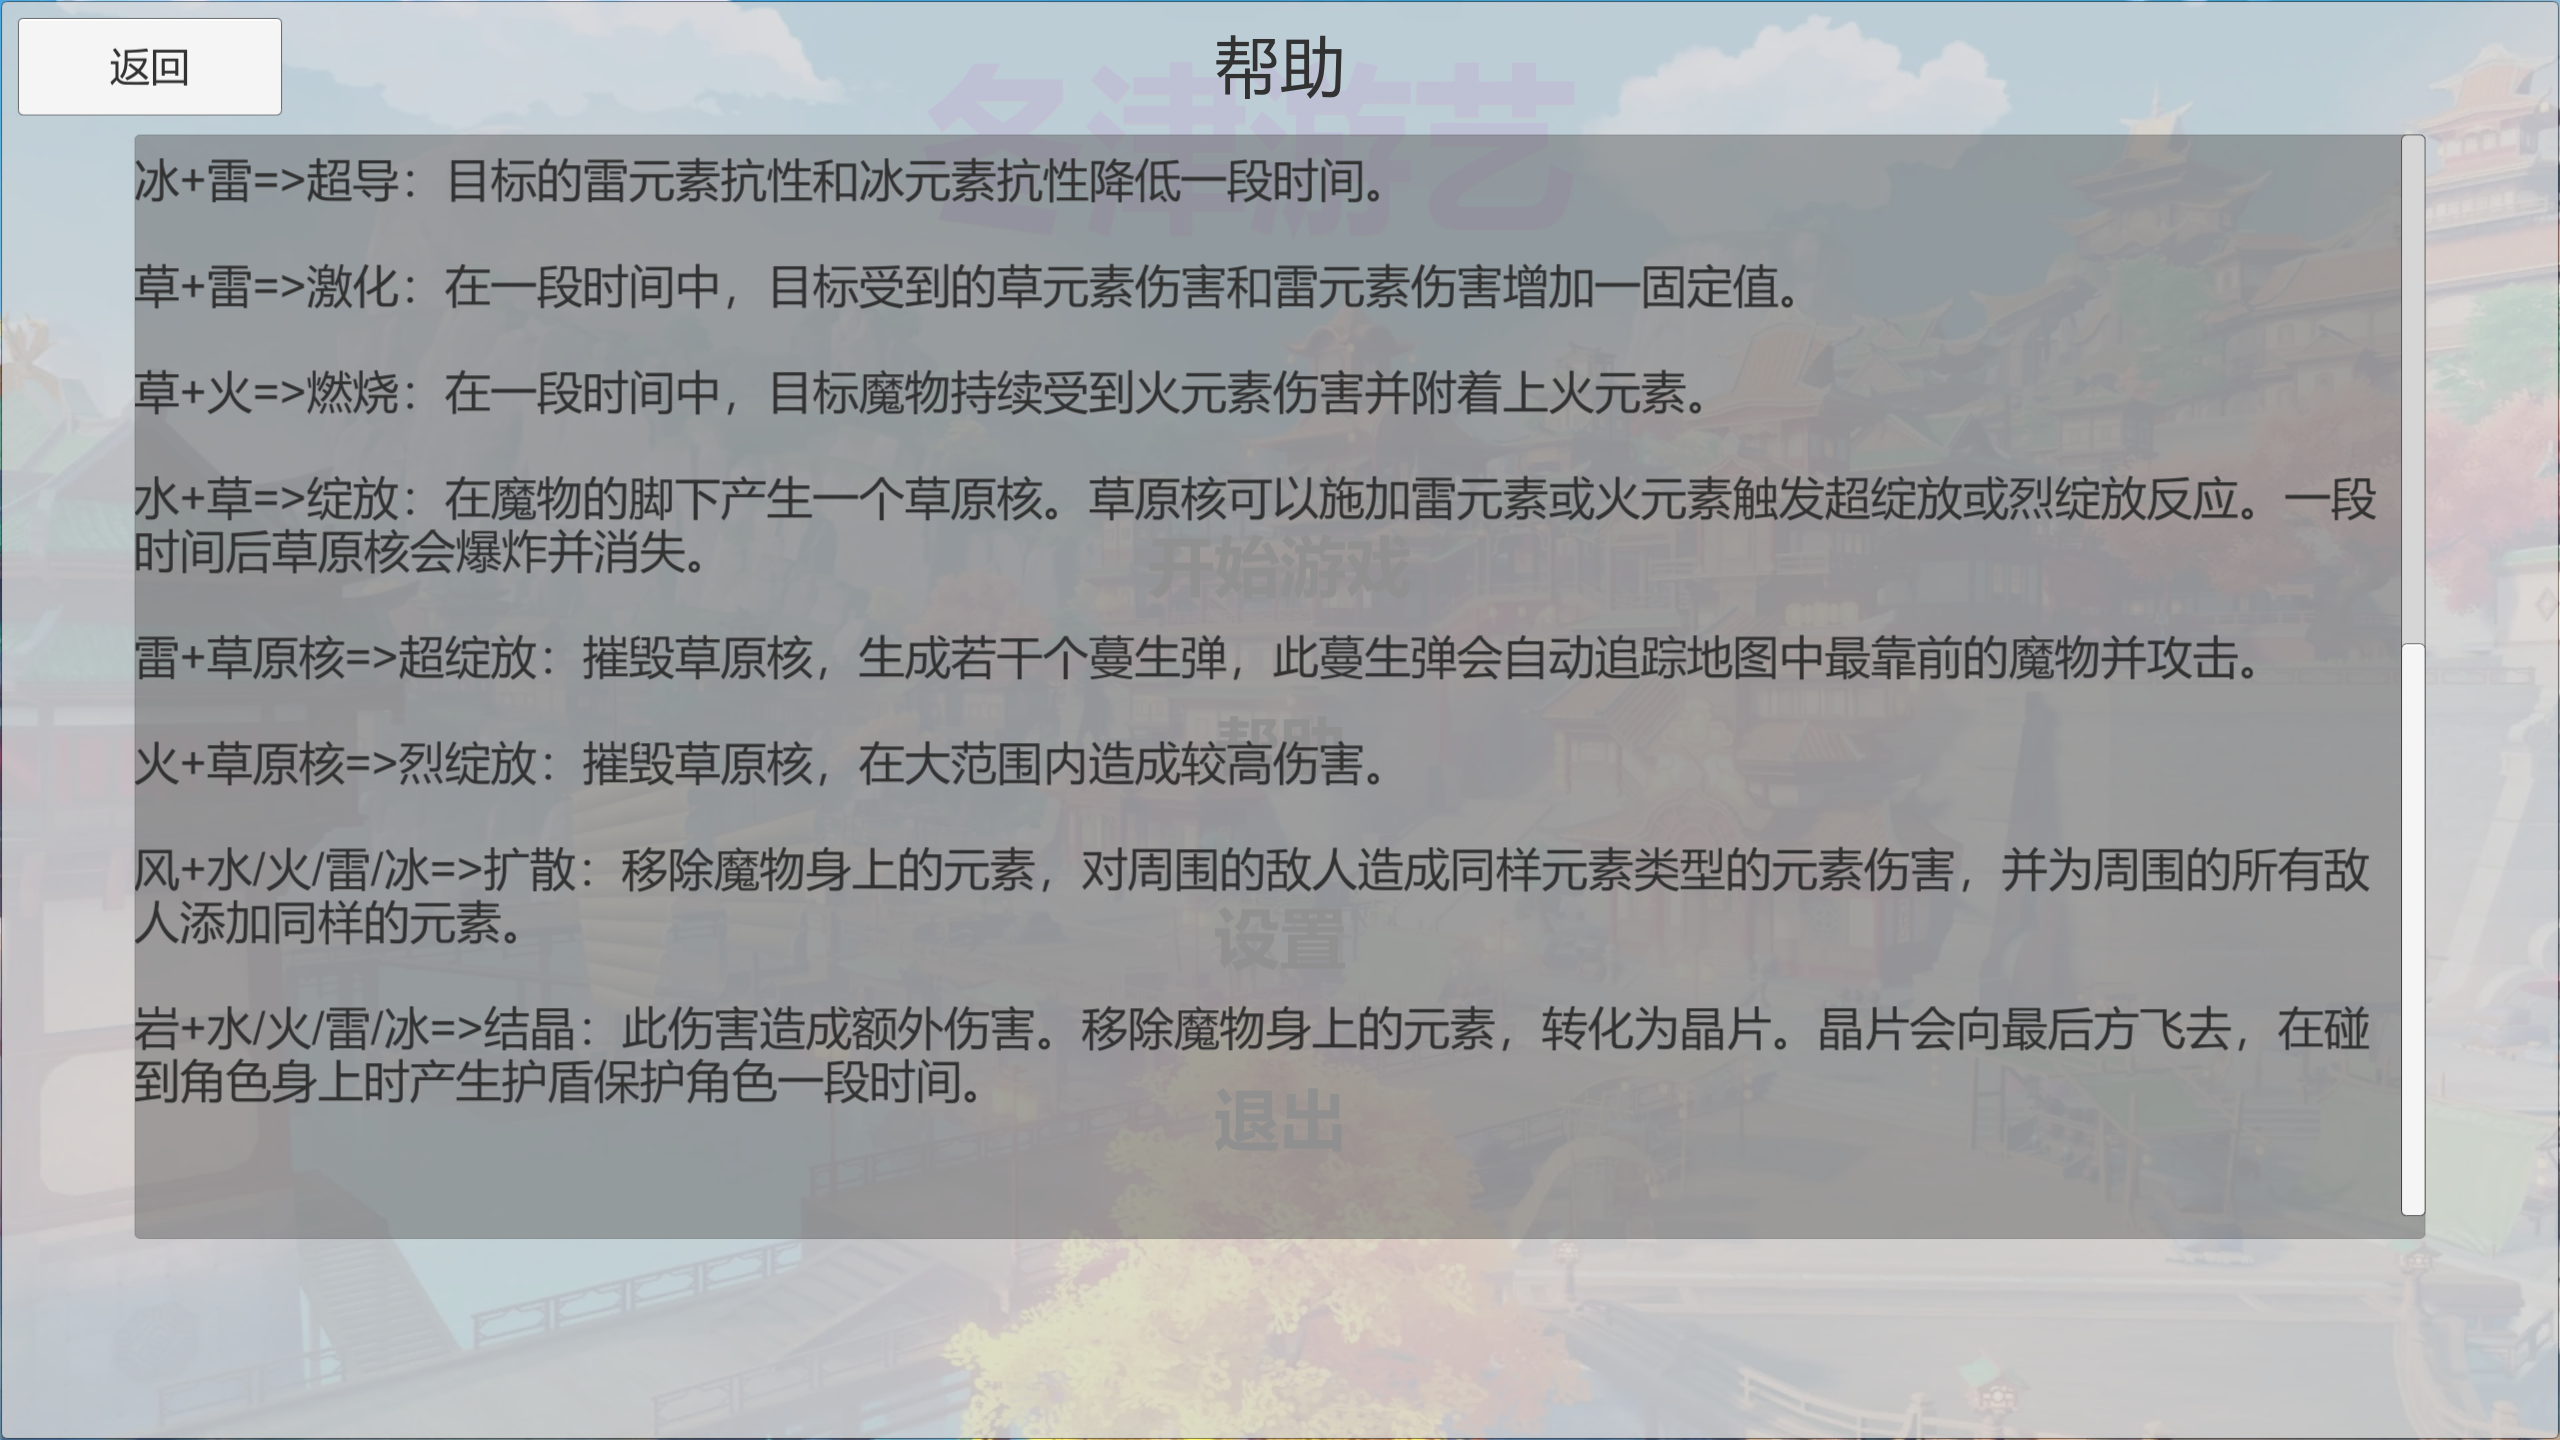 返回
帮助
各津游艺
冰+雷=>超导：目标的雷元素抗性和冰元素抗性降低一段时间。
草+雷=>激化：在一段时间中，目标受到的草元素伤害和雷元素伤害增加一固定值。
草+火=>燃烧：在一段时间中，目标魔物持续受到火元素伤害并附着上火元素。
水+草=>绽放：在魔物的脚下产生一个草原核。草原核可以施加雷元素或火元素触发超绽放或烈绽放反应。一段
时间后草原核会爆炸并消失。
开始游戏
雷+草原核=>超绽放：摧毁草原核，生成若干个蔓生弹，此蔓生弹会自动追踪地图中最靠前的魔物并攻击。
帮助
火+草原核=>烈绽放：摧毁草原核，在大范围内造成较高伤害。
风+水/火/雷/冰=>扩散：移除魔物身上的元素，对周围的敌人造成同样元素类型的元素伤害，并为周围的所有敌
人添加同样的元素。
设置
岩+水/火/雷/冰=>结晶：此伤害造成额外伤害。移除魔物身上的元素，转化为晶片。晶片会向最后方飞去，在碰
到角色身上时产生护盾保护角色一段时间。
退出